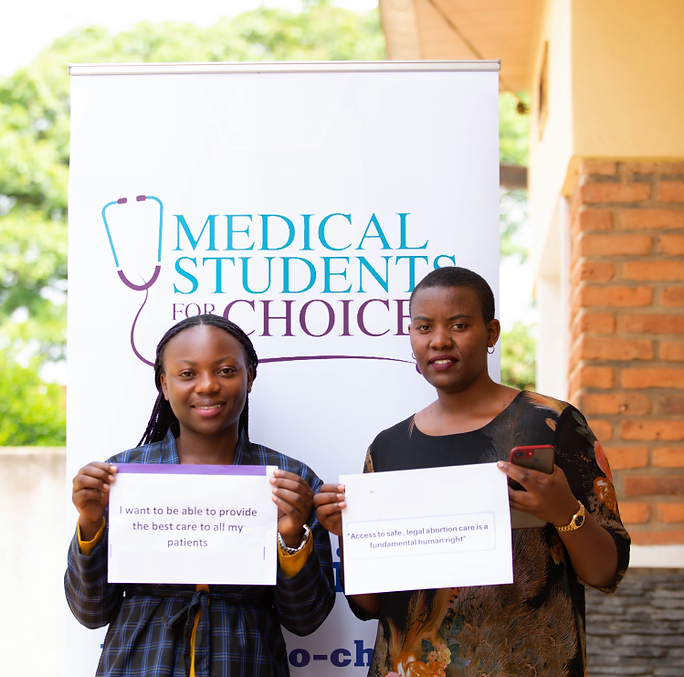 MEDICAL
STUDENTS
FOR CHOICE
I want to be able to provide
the best care to all my
patients
"Access to safe, legal abortion care is a
fundamental human right"
o-ch